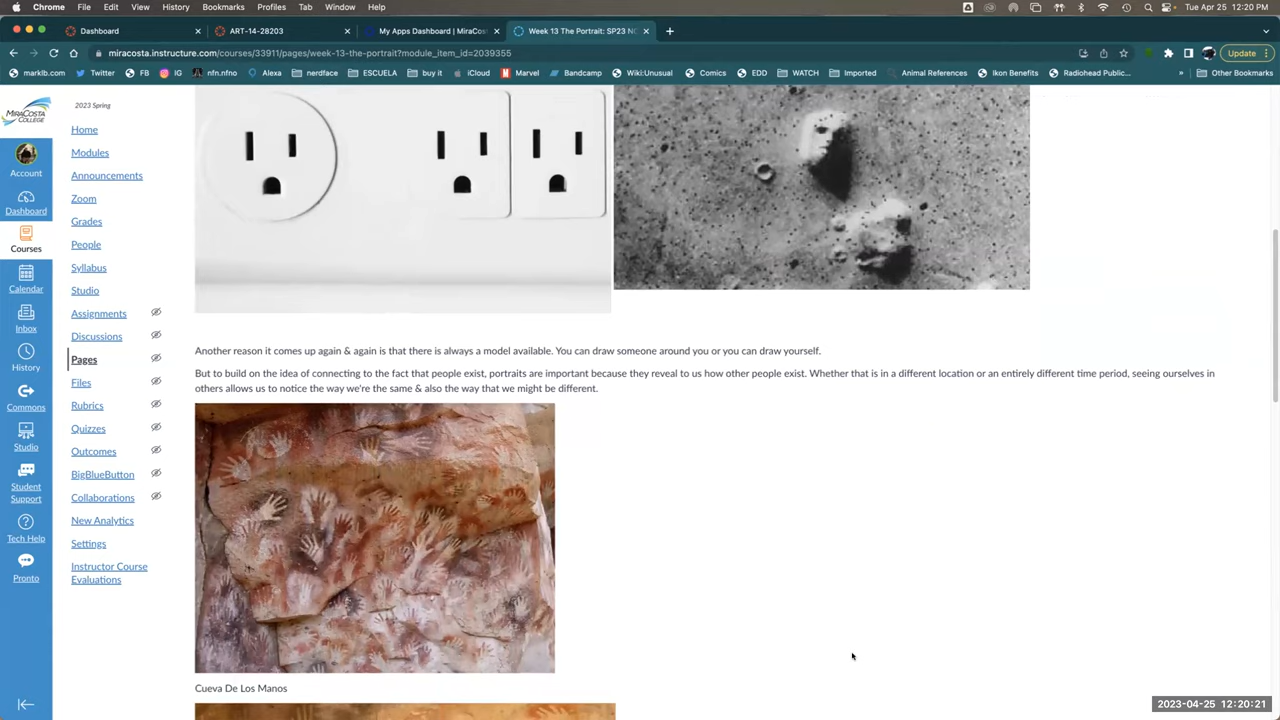 Chrome File Edit View History Bookmarks Profiles Tab Window Help
Tue Apr 25 12:20 PM
Dashboard
ART-14-28203
My Apps Dashboard | MiraCost
Week 13 The Portrait: SP23 NO
miracosta.instructure.com/courses/33911/pages/week-13-the-portrait?module_item_id=2039355
Update
marklb.com Twitter FB IG nfn.nfno Alexa nerdface ESCUELA buy it iCloud Marvel Bandcamp Wiki:Unusual Comics EDD WATCH Imported Animal References Ikon Benefits Radiohead Public... » Other Bookmarks
MIRACOSTA
COLLEGE
Account
Dashboard
Courses
Calendar
Inbox
History
Commons
Studio
Student
Support
Tech Help
Pronto
2023 Spring
Home
Modules
Announcements
Zoom
Grades
People
Syllabus
Studio
Assignments
Discussions
Pages
Files
Rubrics
Quizzes
Outcomes
BigBlueButton
Collaborations
New Analytics
Settings
Instructor Course
Evaluations
Another reason it comes up again & again is that there is always a model available. You can draw someone around you or you can draw yourself.
But to build on the idea of connecting to the fact that people exist, portraits are important because they reveal to us how other people exist. Whether that is in a different location or an entirely different time period, seeing ourselves in
others allows us to notice the way we're the same & also the way that we might be different.
Cueva De Los Manos
2023-04-25 12:20:21